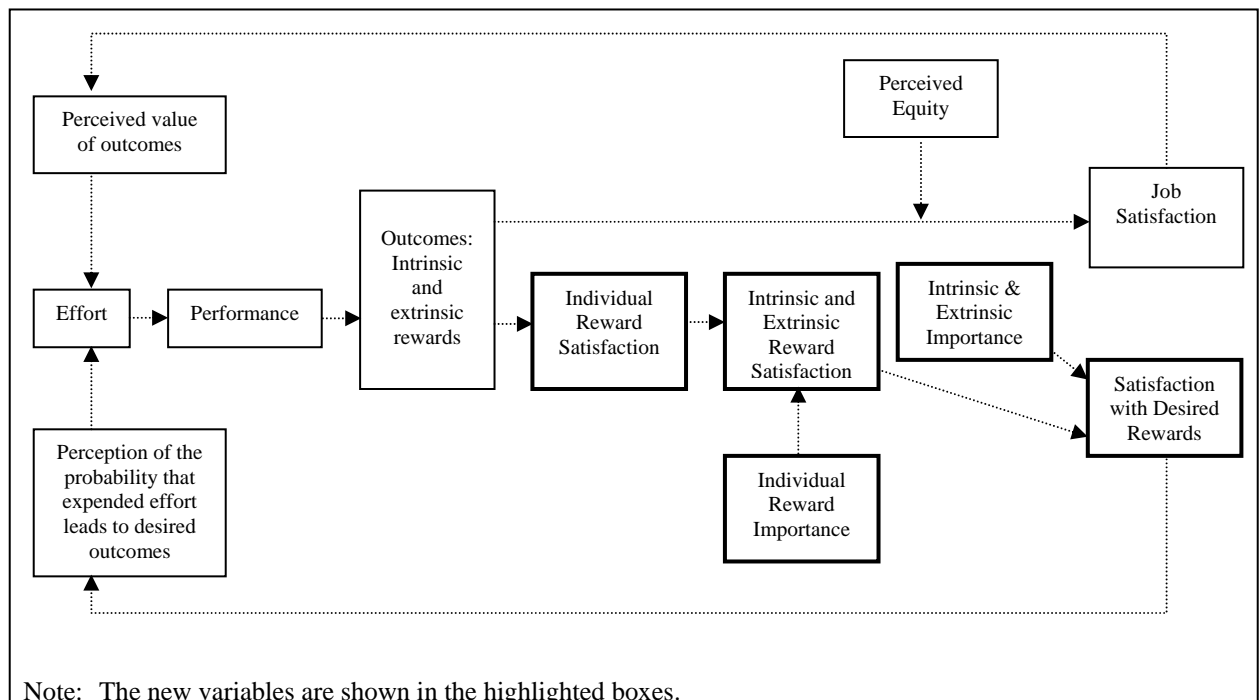 Perceived
Equity
Perceived value
of outcomes
Job
Satisfaction
Outcomes:
Intrinsic
and
extrinsic
rewards
Effort
Performance
Individual
Reward
Satisfaction
Intrinsic and
Extrinsic
Reward
Satisfaction
Intrinsic &
Extrinsic
Importance
Satisfaction
with Desired
Rewards
Perception of the
probability that
expended effort
leads to desired
outcomes
Individual
Reward
Importance
Note: The new variables are shown in the highlighted boxes.